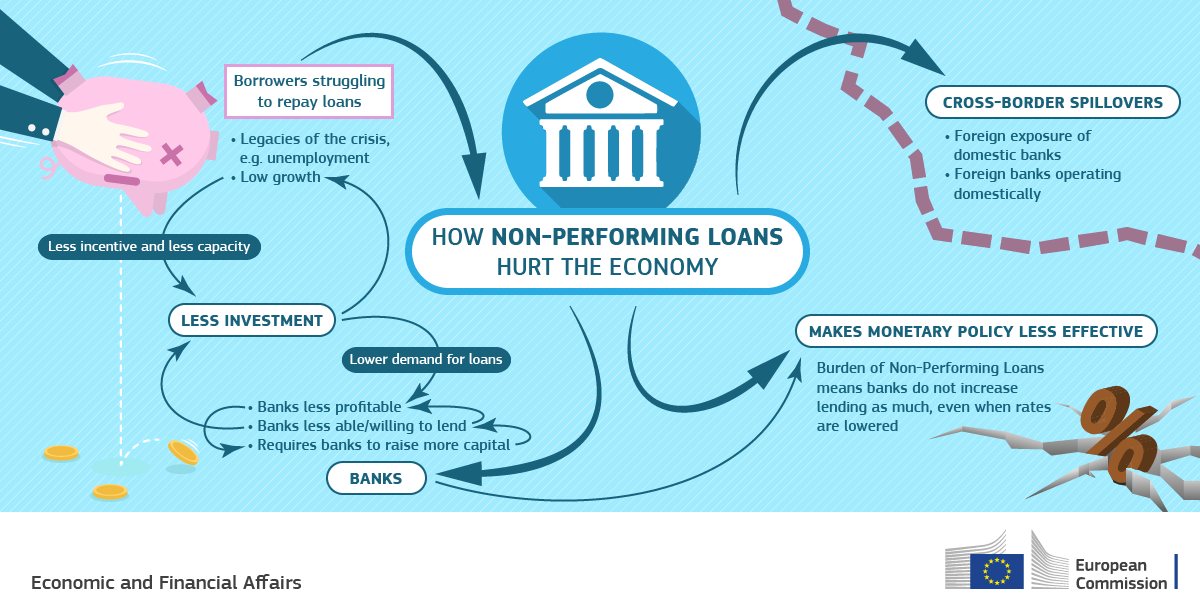 Borrowers struggling
to repay loans
• Legacies of the crisis,
e.g. unemployment
• Low growth
Less incentive and less capacity
LESS INVESTMENT
Lower demand for loans
• Banks less profitable
• Banks less able/willing to lend
• Requires banks to raise more capital
BANKS
HOW NON-PERFORMING LOANS
HURT THE ECONOMY
CROSS-BORDER SPILLOVERS
• Foreign exposure of
domestic banks
• Foreign banks operating
domestically
MAKES MONETARY POLICY LESS EFFECTIVE
Burden of Non-Performing Loans
means banks do not increase
lending as much, even when rates
are lowered
%
Economic and Financial Affairs
European
Commission